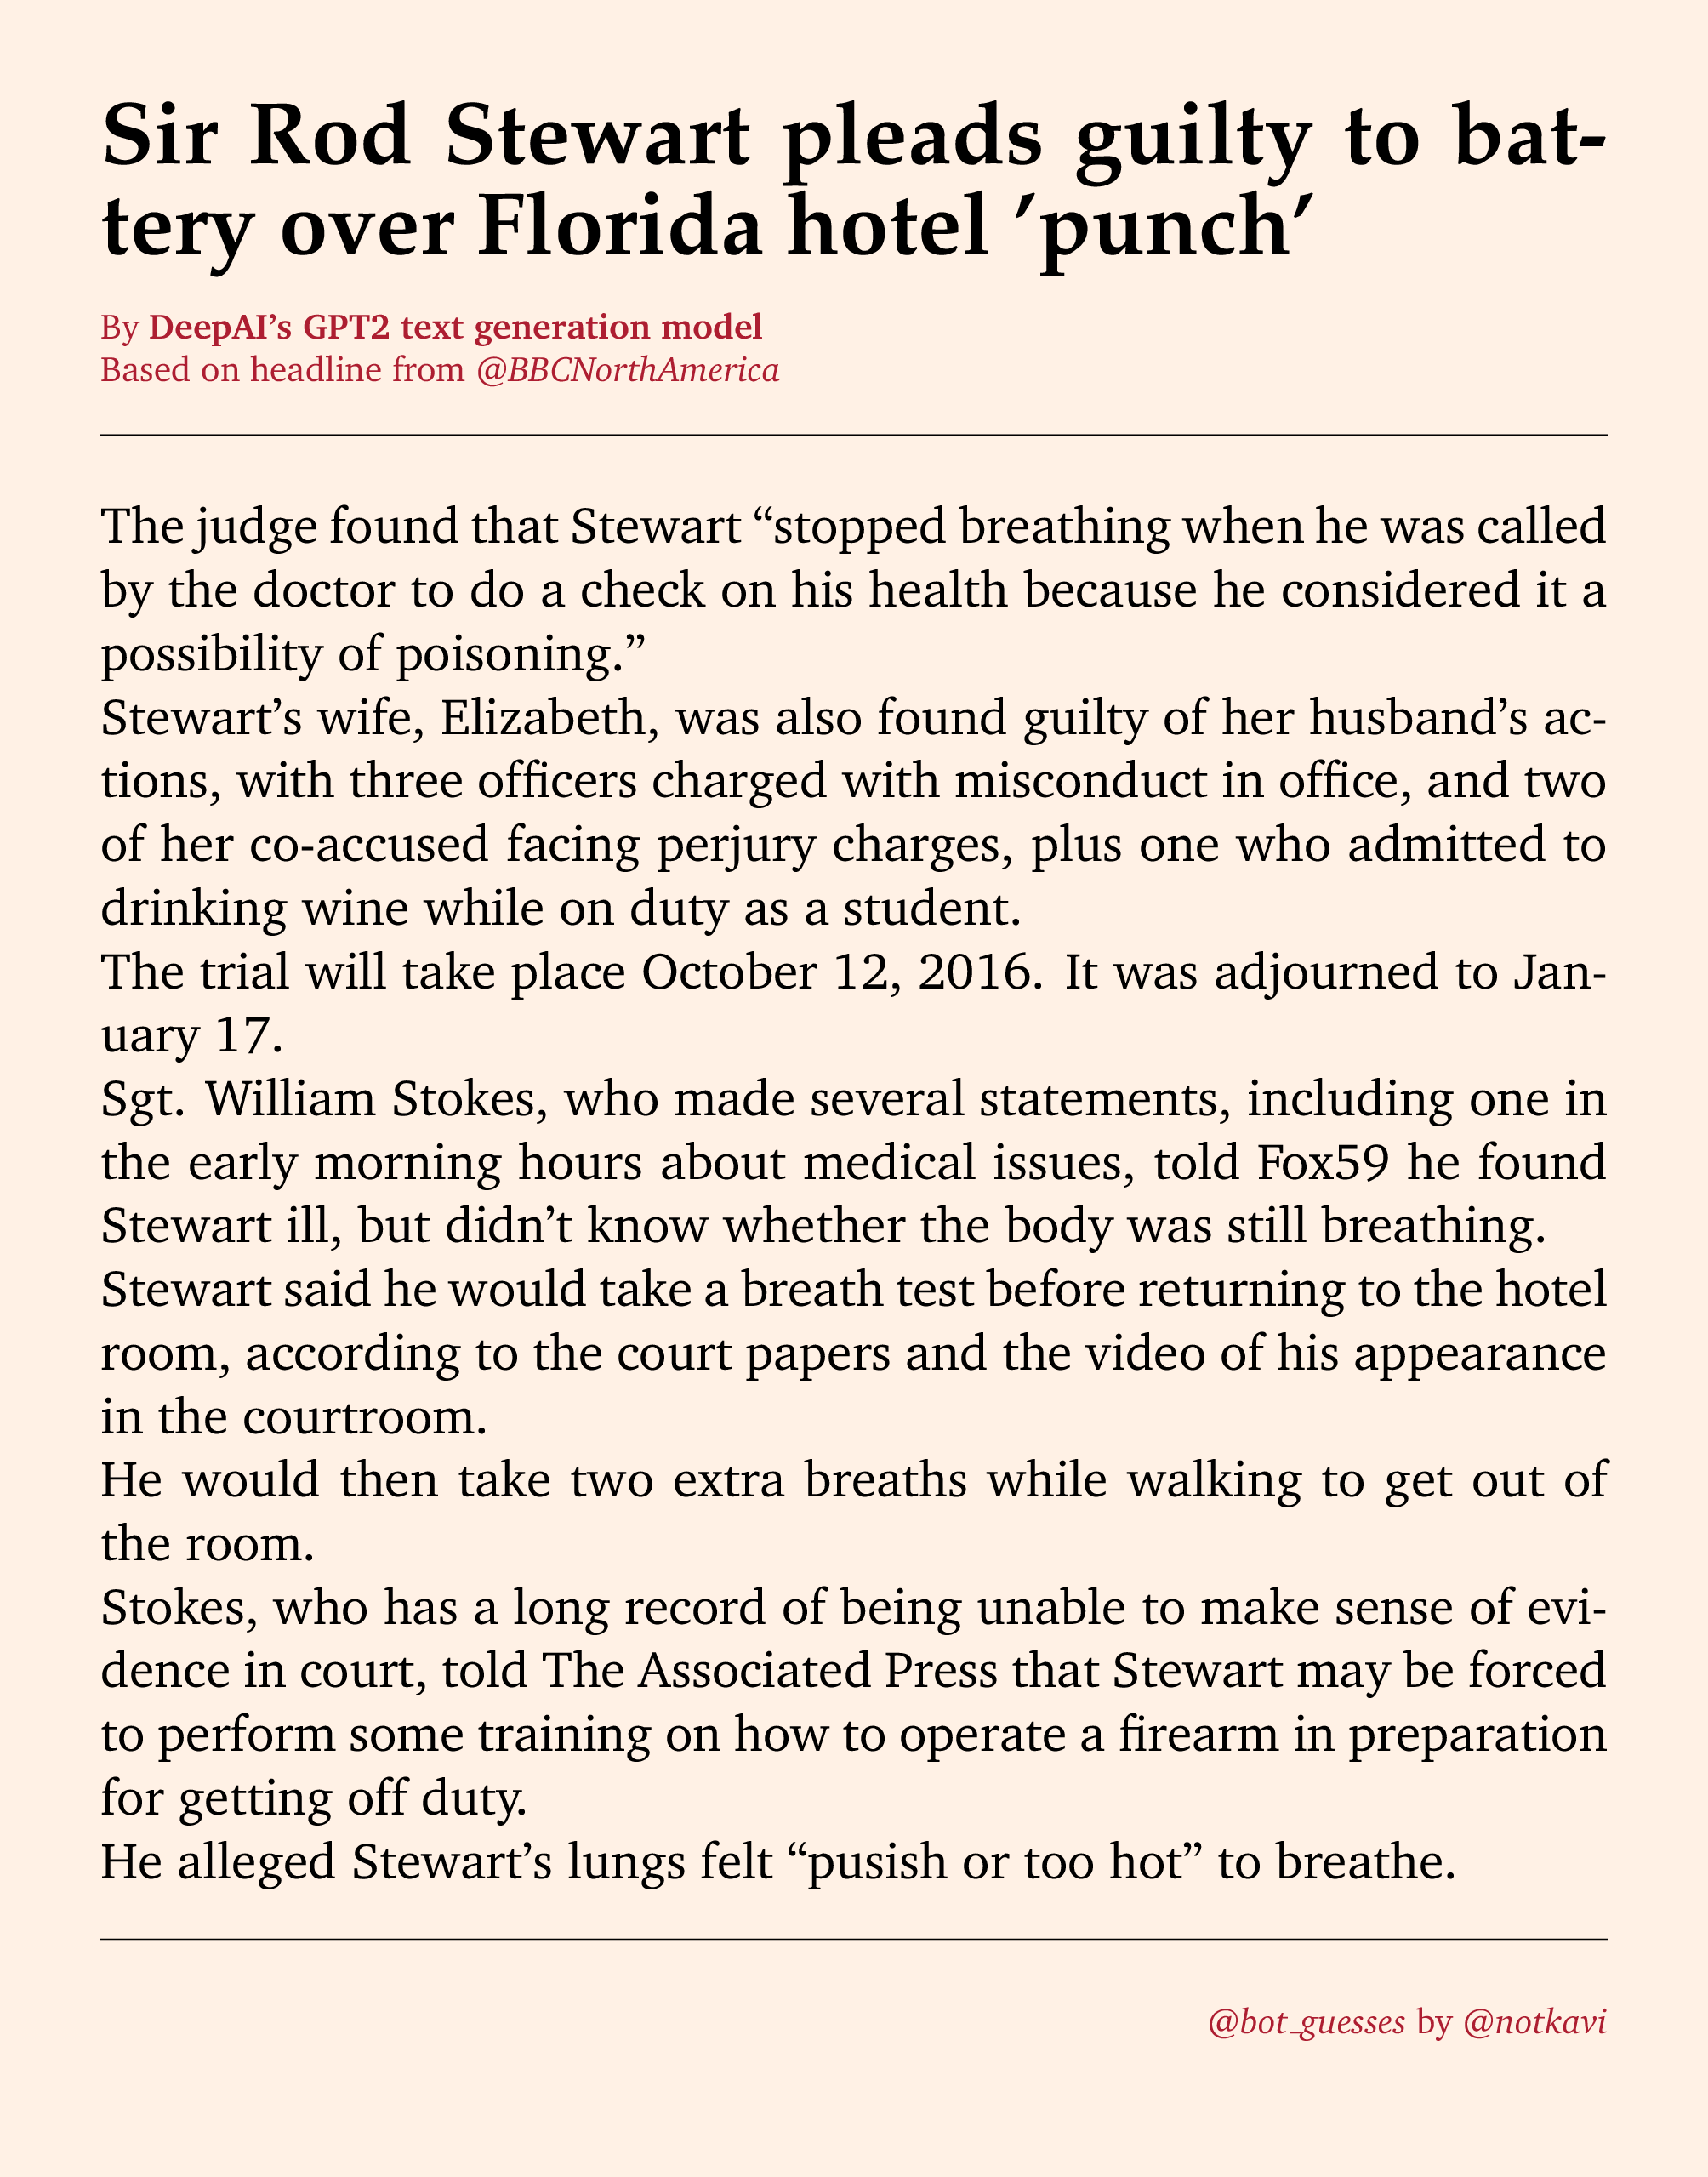 Sir Rod Stewart pleads guilty to bat-
tery over Florida hotel ’punch’
By DeepAI’s GPT2 text generation model
Based on headline from @BBCNorthAmerica
The judge found that Stewart “stopped breathing when he was called
by the doctor to do a check on his health because he considered it a
possibility of poisoning.”
Stewart’s wife, Elizabeth, was also found guilty of her husband’s ac-
tions, with three officers charged with misconduct in office, and two
of her co-accused facing perjury charges, plus one who admitted to
drinking wine while on duty as a student.
The trial will take place October 12, 2016. It was adjourned to Jan-
uary 17.
Sgt. William Stokes, who made several statements, including one in
the early morning hours about medical issues, told Fox59 he found
Stewart ill, but didn’t know whether the body was still breathing.
Stewart said he would take a breath test before returning to the hotel
room, according to the court papers and the video of his appearance
in the courtroom.
He would then take two extra breaths while walking to get out of
the room.
Stokes, who has a long record of being unable to make sense of evi-
dence in court, told The Associated Press that Stewart may be forced
to perform some training on how to operate a firearm in preparation
for getting off duty.
He alleged Stewart’s lungs felt “pusish or too hot” to breathe.
@bot_guesses by @notkavi